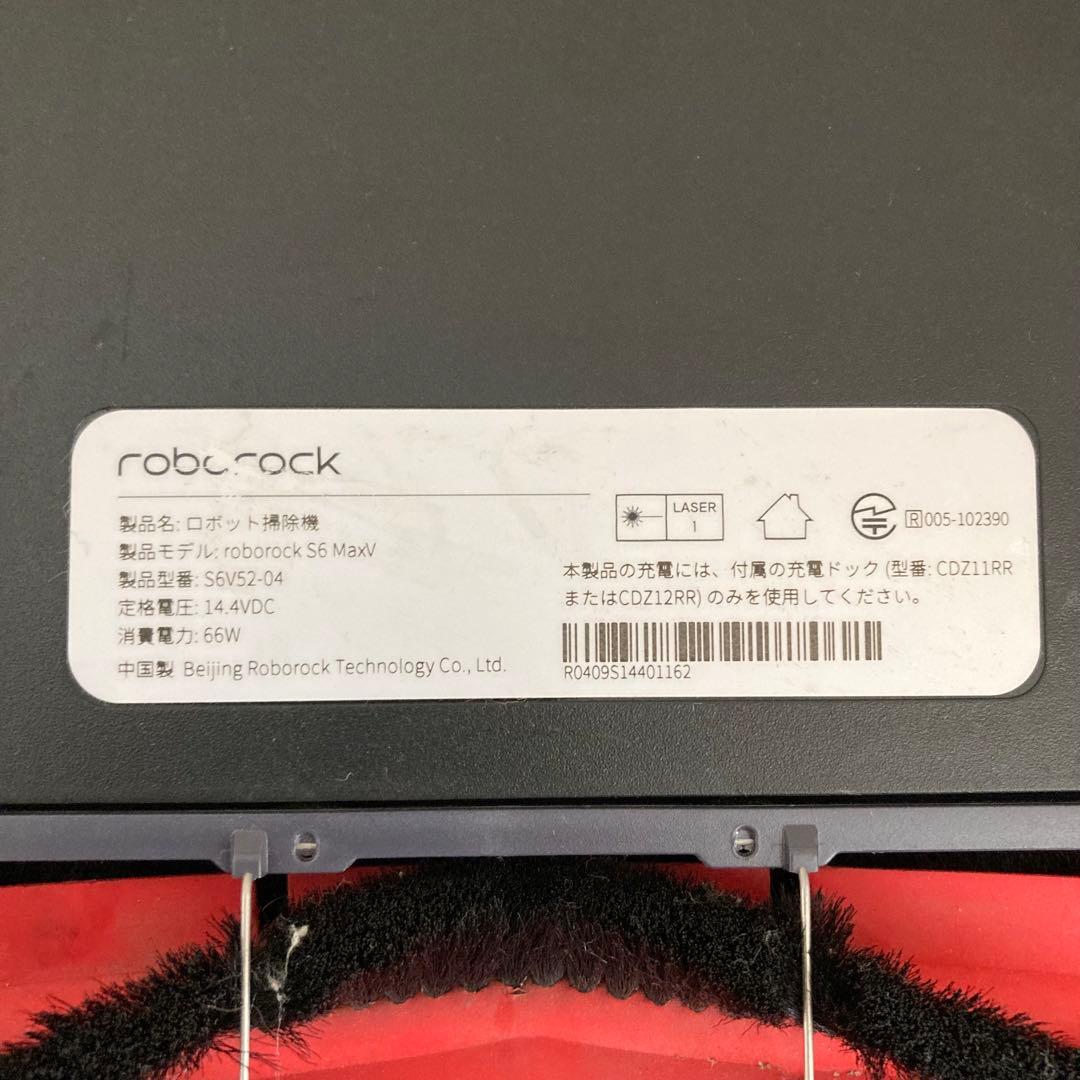 roborock
製品名: ロボット掃除機
製品モデル: roborock S6 MaxV
製品型番: S6V52-04
定格電圧: 14.4VDC
消費電力: 66W
中国製 Beijing Roborock Technology Co., Ltd.
LASER
1
R 005-102390
本製品の充電には、付属の充電ドック (型番: CDZ11RR
またはCDZ12RR) のみを使用してください。
R0409S14401162